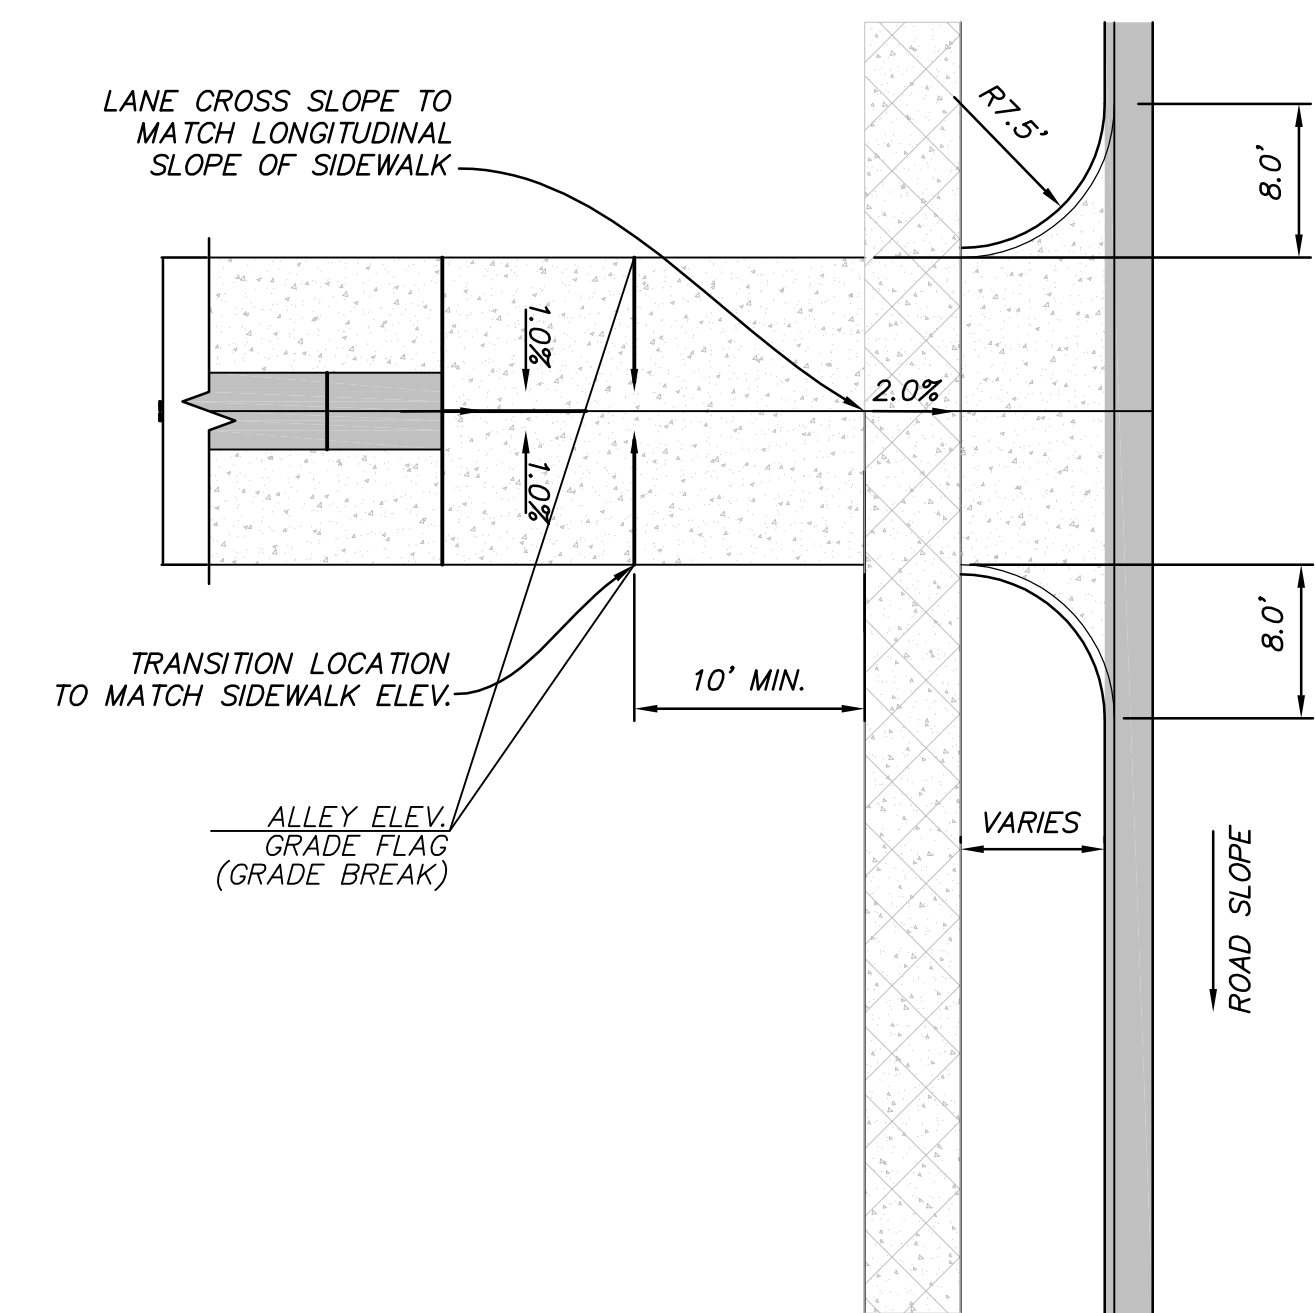 LANE CROSS SLOPE TO
MATCH LONGITUDINAL
SLOPE OF SIDEWALK
R7.5'
8.0'
1.0%
2.0%
1.0%
8.0'
TRANSITION LOCATION
TO MATCH SIDEWALK ELEV.
10' MIN.
ALLEY ELEV.
GRADE FLAG
(GRADE BREAK)
VARIES
ROAD SLOPE